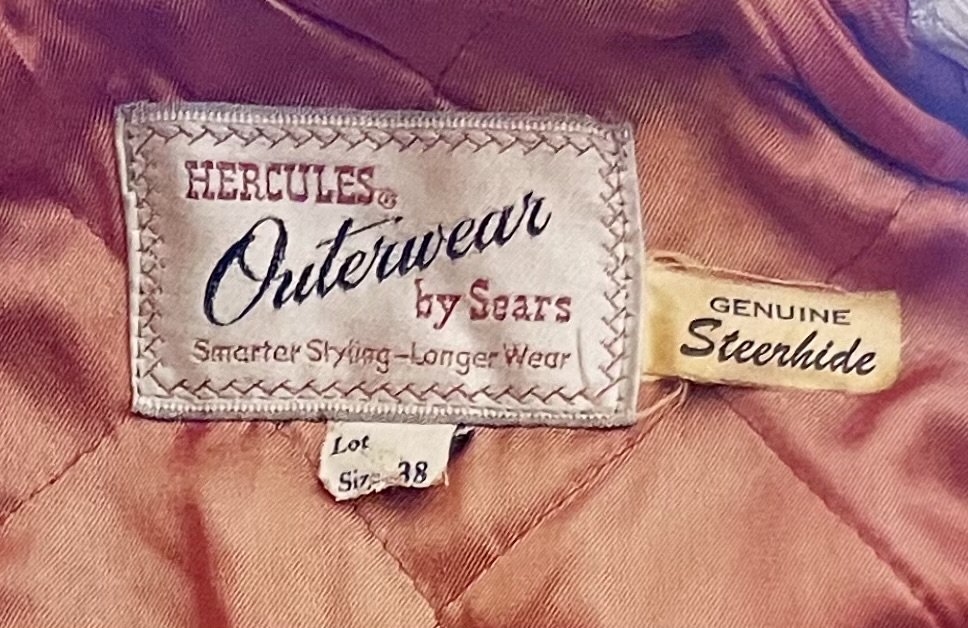 HERCULES®
Outerwear
by Sears
Smarter Styling-Longer Wear
GENUINE
Steerhide
Lot
Size 38